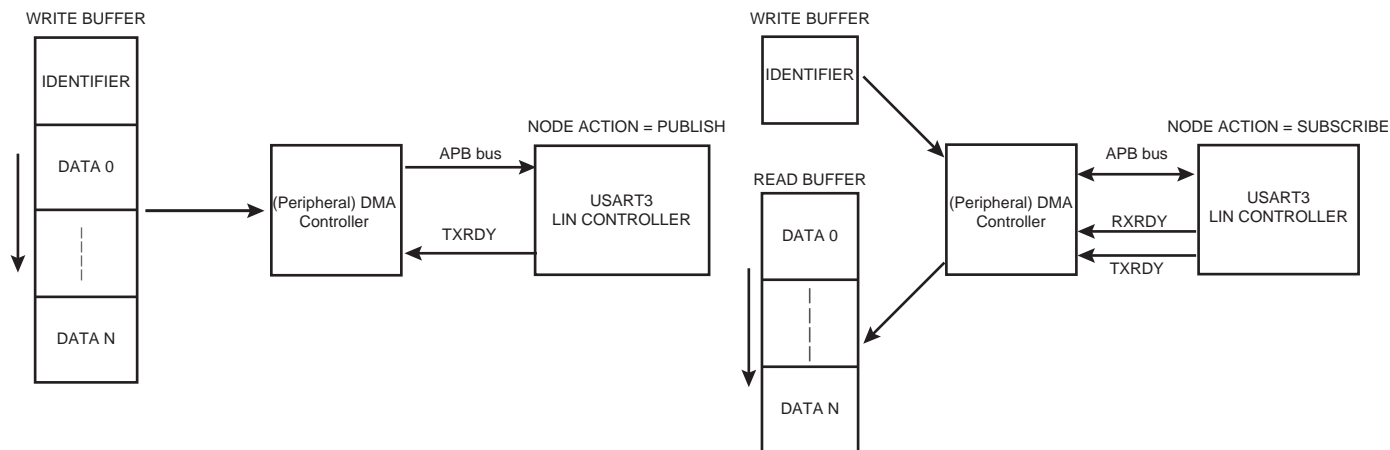 WRITE BUFFER
IDENTIFIER
DATA 0
DATA N
(Peripheral) DMA
Controller
APB bus
TXRDY
NODE ACTION = PUBLISH
USART3
LIN CONTROLLER
WRITE BUFFER
IDENTIFIER
READ BUFFER
DATA 0
DATA N
(Peripheral) DMA
Controller
APB bus
RXRDY
TXRDY
NODE ACTION = SUBSCRIBE
USART3
LIN CONTROLLER